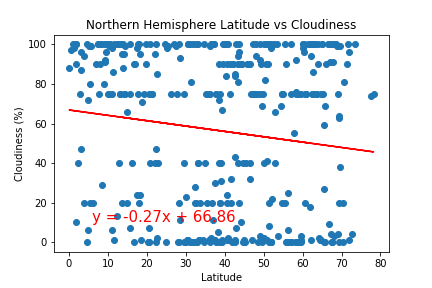 Northern Hemisphere Latitude vs Cloudiness
100
80
60
40
20
0
Cloudiness (%)
y = -0.27x + 66.86
0 10 20 30 40 50 60 70 80
Latitude